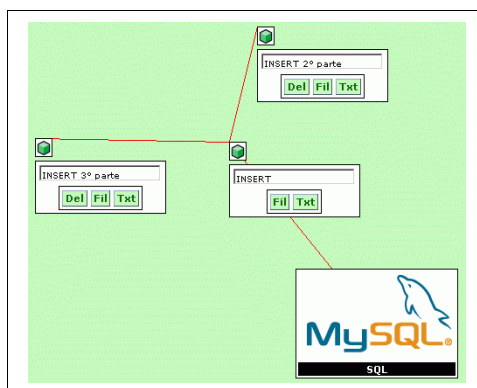 INSERT 2º parte
Del Fil Txt
INSERT 3º parte
Del Fil Txt
INSERT
Fil Txt
MySQL®
SQL